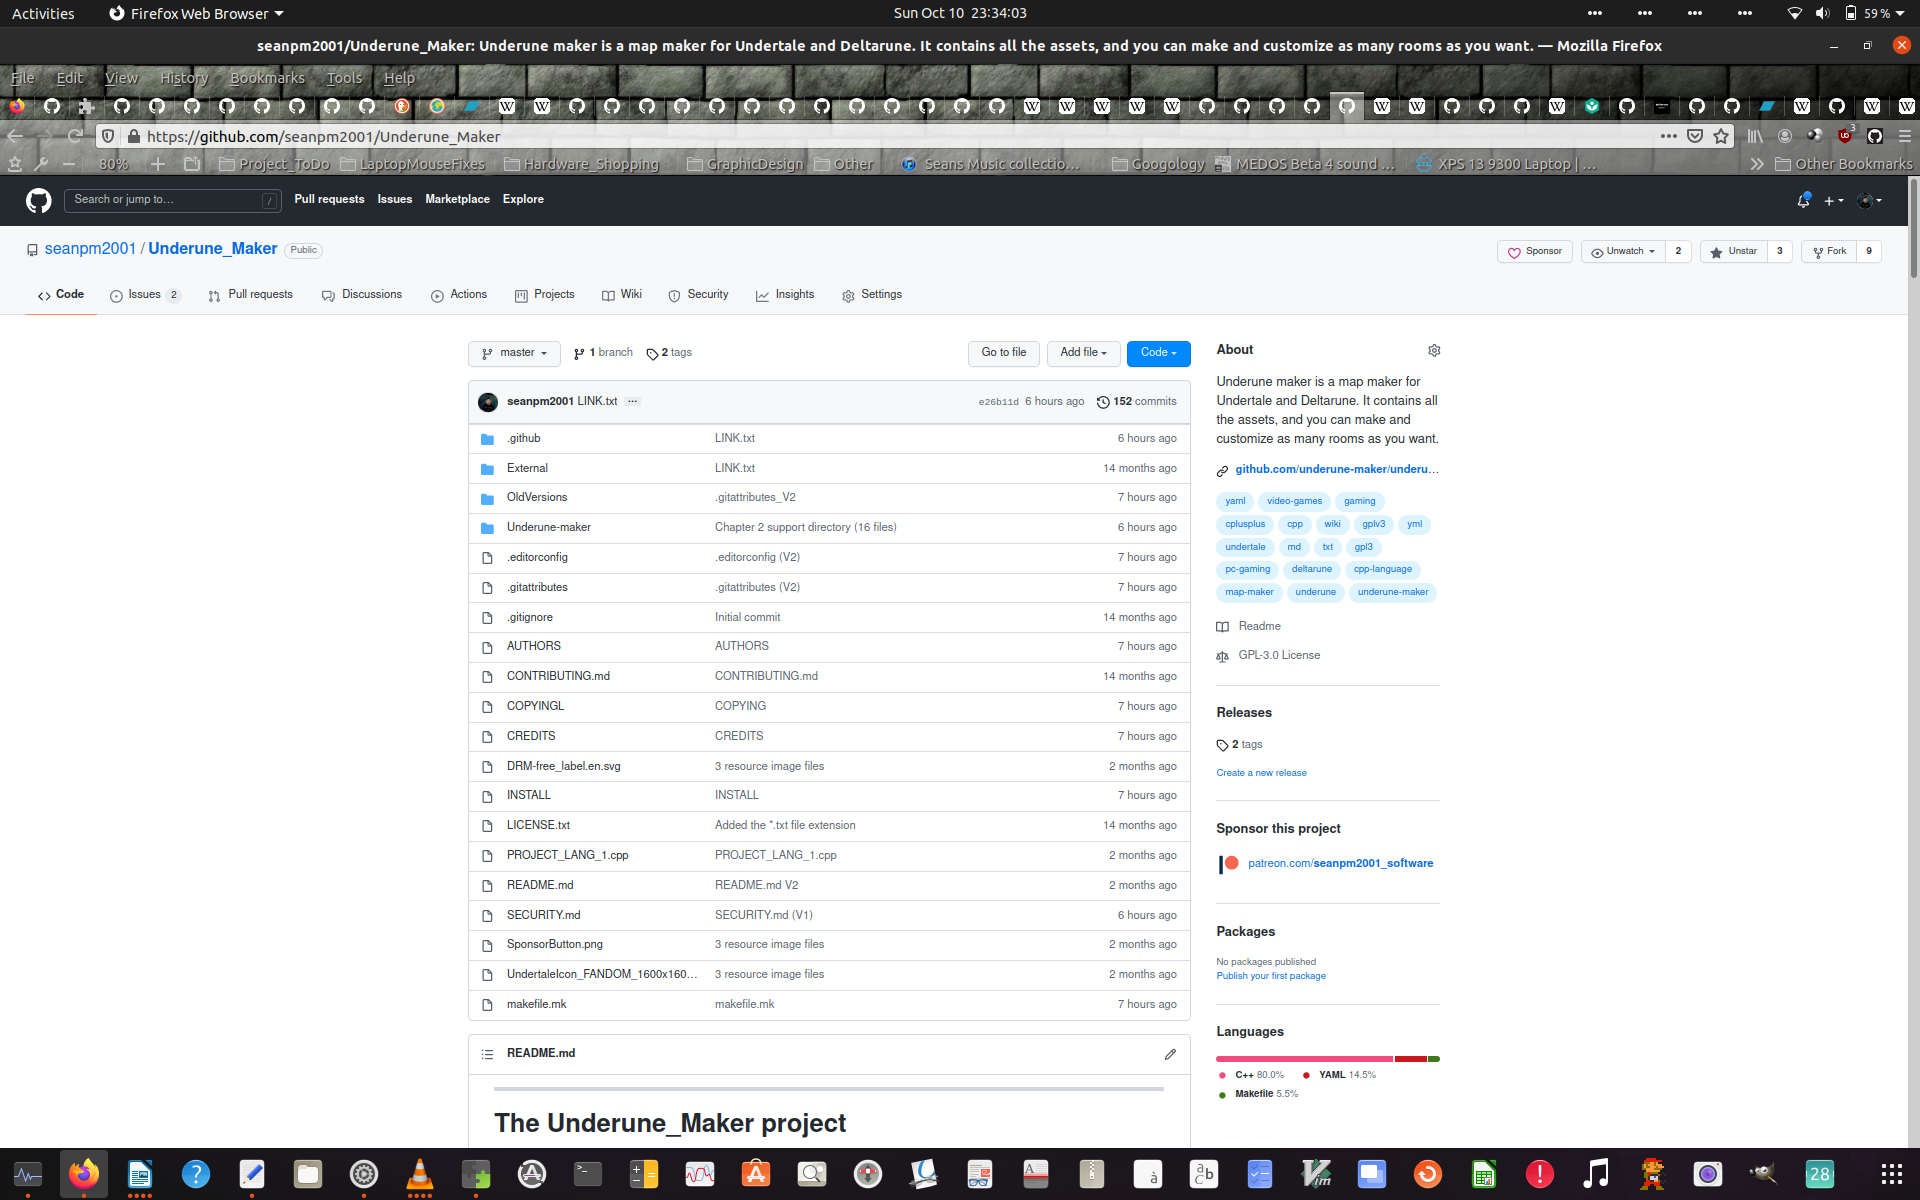 Activities Firefox Web Browser Sun Oct 10 23:34:03 59 %
seanpm2001/Underune_Maker: Underune maker is a map maker for Undertale and Deltarune. It contains all the assets, and you can make and customize as many rooms as you want. — Mozilla Firefox
File Edit View History Bookmarks Tools Help
https://github.com/seanpm2001/Underune_Maker 3
80% Project_ToDo LaptopMouseFixes Hardware_Shopping GraphicDesign Other Seans Music collectio… Googology MEDOS Beta 4 sound … XPS 13 9300 Laptop | … Other Bookmarks
Search or jump to… / Pull requests Issues Marketplace Explore
seanpm2001 / Underune_Maker Public Sponsor Unwatch 2 Unstar 3 Fork 9
Code Issues 2 Pull requests Discussions Actions Projects Wiki Security Insights Settings
master 1 branch 2 tags Go to file Add file Code
seanpm2001 LINK.txt … e26b11d 6 hours ago 152 commits
.github LINK.txt 6 hours ago
External LINK.txt 14 months ago
OldVersions .gitattributes_V2 7 hours ago
Underune-maker Chapter 2 support directory (16 files) 6 hours ago
.editorconfig .editorconfig (V2) 7 hours ago
.gitattributes .gitattributes (V2) 7 hours ago
.gitignore Initial commit 14 months ago
AUTHORS AUTHORS 7 hours ago
CONTRIBUTING.md CONTRIBUTING.md 14 months ago
COPYINGL COPYING 7 hours ago
CREDITS CREDITS 7 hours ago
DRM-free_label.en.svg 3 resource image files 2 months ago
INSTALL INSTALL 7 hours ago
LICENSE.txt Added the *.txt file extension 14 months ago
PROJECT_LANG_1.cpp PROJECT_LANG_1.cpp 2 months ago
README.md README.md V2 2 months ago
SECURITY.md SECURITY.md (V1) 6 hours ago
SponsorButton.png 3 resource image files 2 months ago
UndertaleIcon_FANDOM_1600x160… 3 resource image files 2 months ago
makefile.mk makefile.mk 7 hours ago
README.md
The Underune_Maker project
About
Underune maker is a map maker for
Undertale and Deltarune. It contains all
the assets, and you can make and
customize as many rooms as you want.
github.com/underune-maker/underu…
yaml video-games gaming
cplusplus cpp wiki gplv3 yml
undertale md txt gpl3
pc-gaming deltarune cpp-language
map-maker underune underune-maker
Readme
GPL-3.0 License
Releases
2 tags
Create a new release
Sponsor this project
patreon.com/seanpm2001_software
Packages
No packages published
Publish your first package
Languages
C++ 80.0% YAML 14.5%
Makefile 5.5%
28